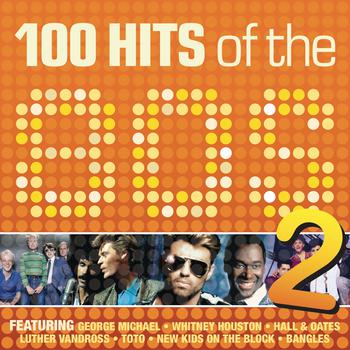 100 HITS of the
80s
2
FEATURING GEORGE MICHAEL • WHITNEY HOUSTON • HALL & OATES
LUTHER VANDROSS • TOTO • NEW KIDS ON THE BLOCK • BANGLES